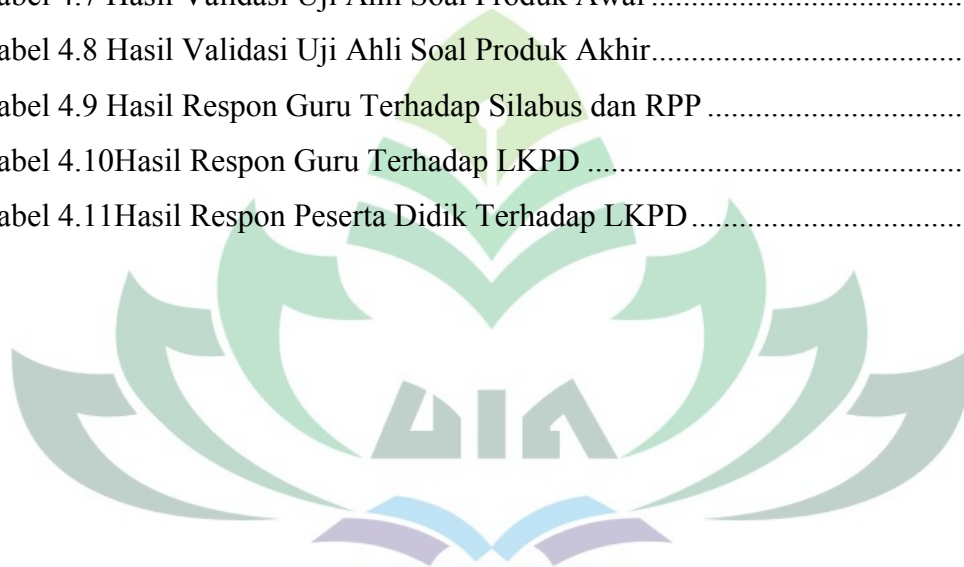 abel 4.7 Hasil Validasi Uji Ahli Soal Produk Awal ........................................
abel 4.8 Hasil Validasi Uji Ahli Soal Produk Akhir........................................
abel 4.9 Hasil Respon Guru Terhadap Silabus dan RPP ..................................
abel 4.10Hasil Respon Guru Terhadap LKPD ................................................
abel 4.11Hasil Respon Peserta Didik Terhadap LKPD...................................
UIN